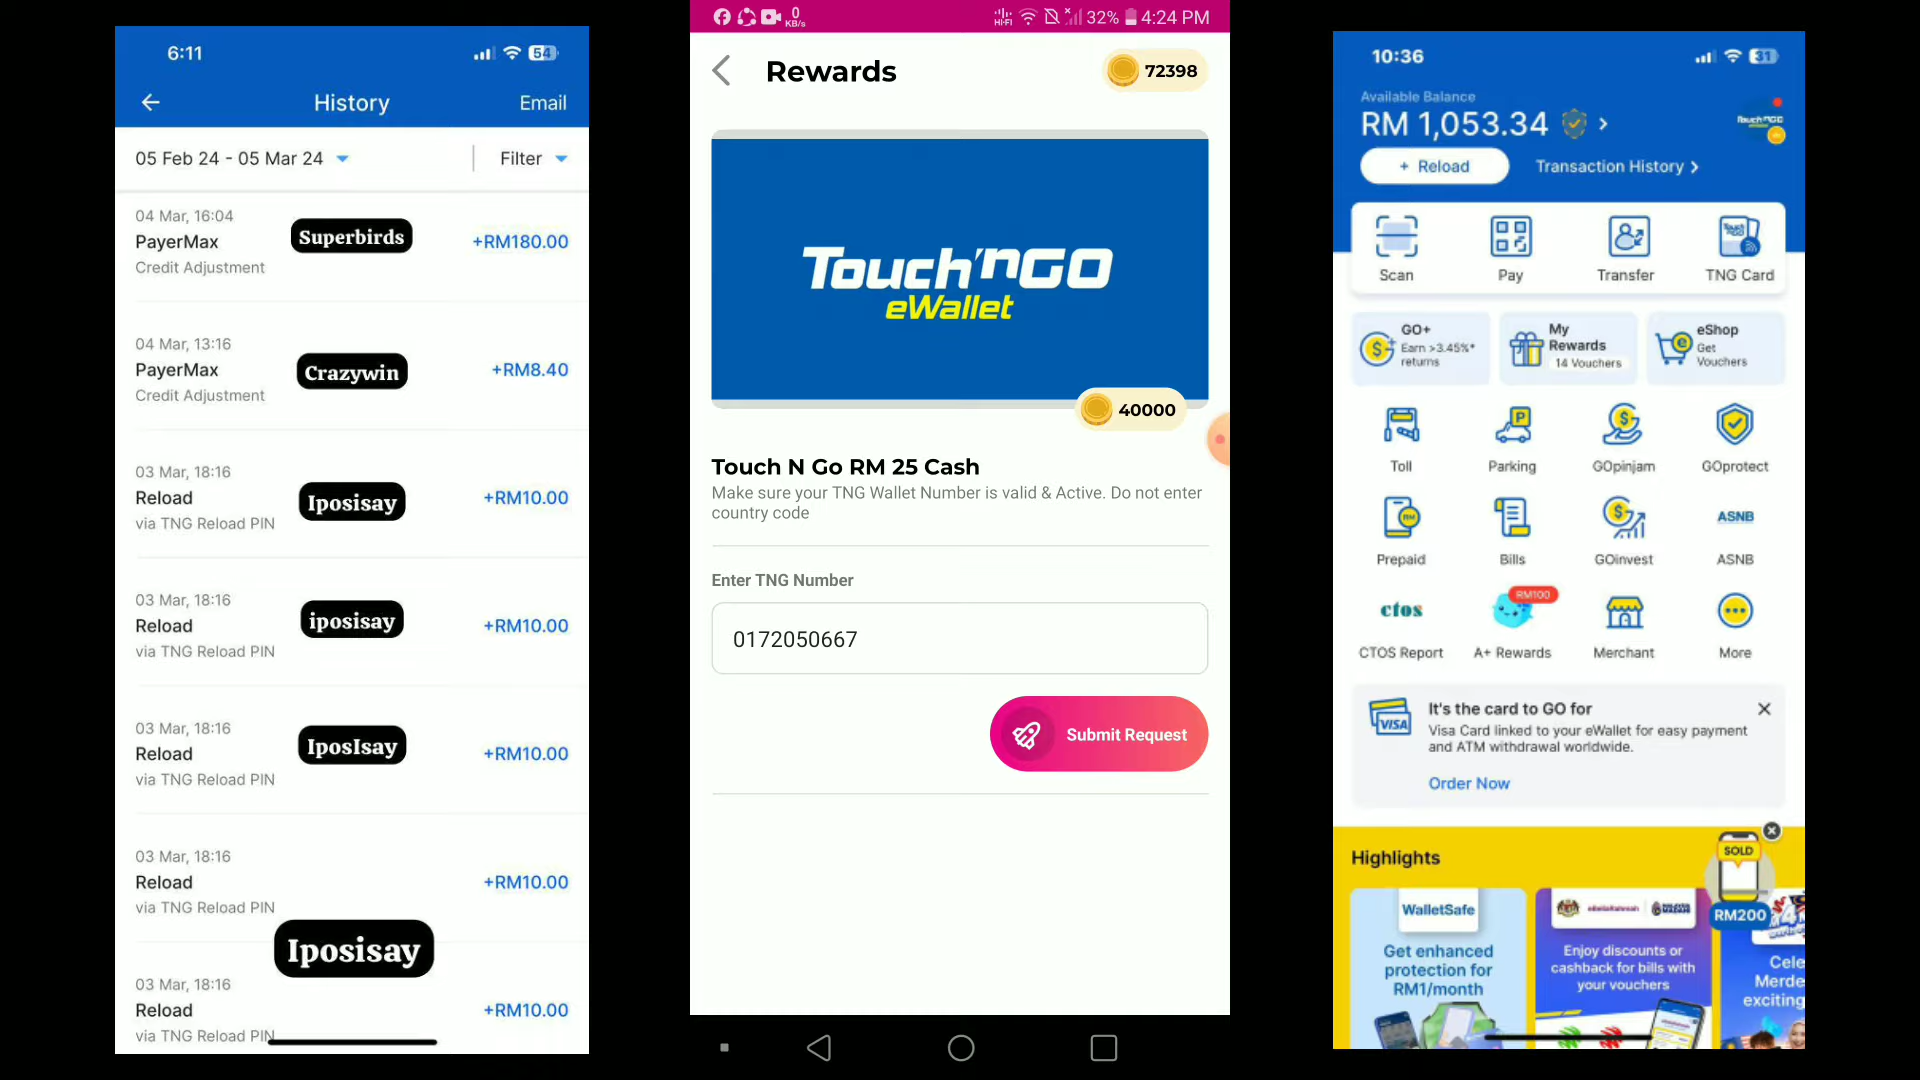 6:11
54
History
Email
05 Feb 24 - 05 Mar 24
Filter
04 Mar, 16:04
PayerMax
Superbirds
+RM180.00
Credit Adjustment
04 Mar, 13:16
PayerMax
Crazywin
+RM8.40
Credit Adjustment
03 Mar, 18:16
Reload
Iposisay
+RM10.00
via TNG Reload PIN
03 Mar, 18:16
Reload
iposisay
+RM10.00
via TNG Reload PIN
03 Mar, 18:16
Reload
IposIsay
+RM10.00
via TNG Reload PIN
03 Mar, 18:16
Reload
+RM10.00
via TNG Reload PIN
Iposisay
03 Mar, 18:16
Reload
+RM10.00
via TNG Reload PIN
0
KB/s
HI-FI
32%
4:24 PM
Rewards
72398
Touch'nGO
eWallet
40000
Touch N Go RM 25 Cash
Make sure your TNG Wallet Number is valid & Active. Do not enter
country code
Enter TNG Number
0172050667
Submit Request
10:36
31
Available Balance
RM 1,053.34
Touch'nGO
+ Reload
Transaction History
Scan
Pay
Transfer
TNG Card
GO+
Earn >3.45%*
returns
My
Rewards
14 Vouchers
eShop
Get
Vouchers
Toll
Parking
GOpinjam
GOprotect
Prepaid
Bills
GOinvest
ASNB
ASNB
ctos
RM100
CTOS Report
A+ Rewards
Merchant
More
VISA
It's the card to GO for
Visa Card linked to your eWallet for easy payment
and ATM withdrawal worldwide.
Order Now
Highlights
SOLD
RM200
WalletSafe
Get enhanced
protection for
RM1/month
Enjoy discounts or
cashback for bills with
your vouchers
Cele
Merde
exciting